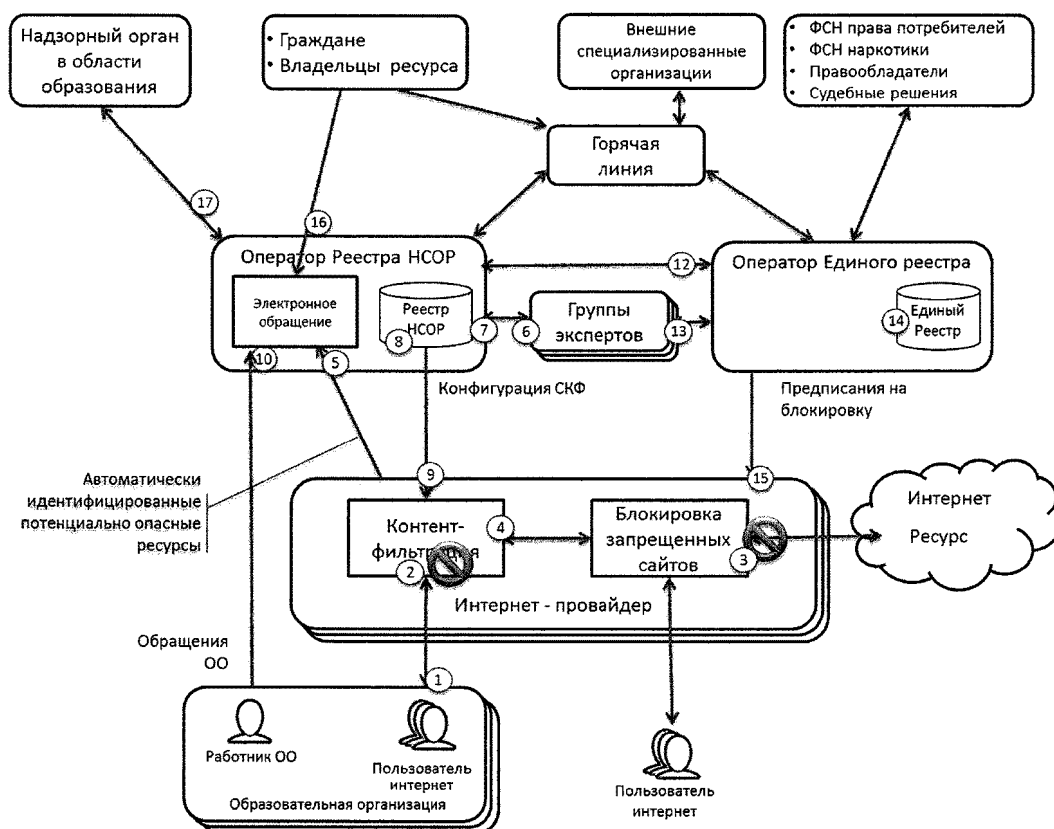 Надзорный орган
в области
образования
• Граждане
• Владельцы ресурса
Внешние
специализированные
организации
• ФСН права потребителей
• ФСН наркотики
• Правообладатели
• Судебные решения
Горячая
линия
17
16
Оператор Реестра НСОР
12
Оператор Единого реестра
Электронное
обращение
Реестр
НСОР
8
7
6
Группы
экспертов
13
14
Единый
Реестр
10
5
Конфигурация СКФ
Предписания на
блокировку
Автоматически
идентифицированные
потенциально опасные
ресурсы
9
15
Контент-
фильтрация
2
4
Блокировка
запрещенных
сайтов
3
Интернет
Ресурс
Интернет - провайдер
Обращения
ОО
1
Работник ОО
Пользователь
интернет
Образовательная организация
Пользователь
интернет